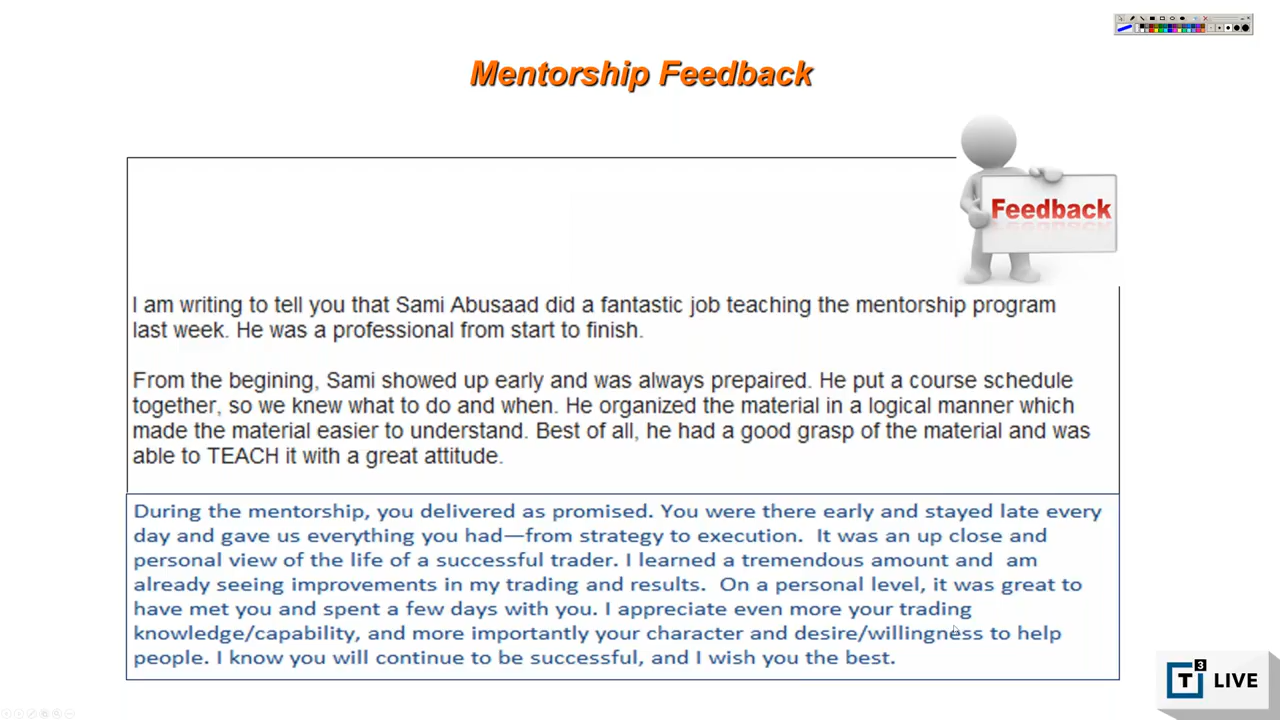 Mentorship Feedback
Feedback
I am writing to tell you that Sami Abusaad did a fantastic job teaching the mentorship program
last week. He was a professional from start to finish.
From the begining, Sami showed up early and was always prepared. He put a course schedule
together, so we knew what to do and when. He organized the material in a logical manner which
made the material easier to understand. Best of all, he had a good grasp of the material and was
able to TEACH it with a great attitude.
During the mentorship, you delivered as promised. You were there early and stayed late every
day and gave us everything you had—from strategy to execution. It was an up close and
personal view of the life of a successful trader. I learned a tremendous amount and am
already seeing improvements in my trading and results. On a personal level, it was great to
have met you and spent a few days with you. I appreciate even more your trading
knowledge/capability, and more importantly your character and desire/willingness to help
people. I know you will continue to be successful, and I wish you the best.
T3 LIVE